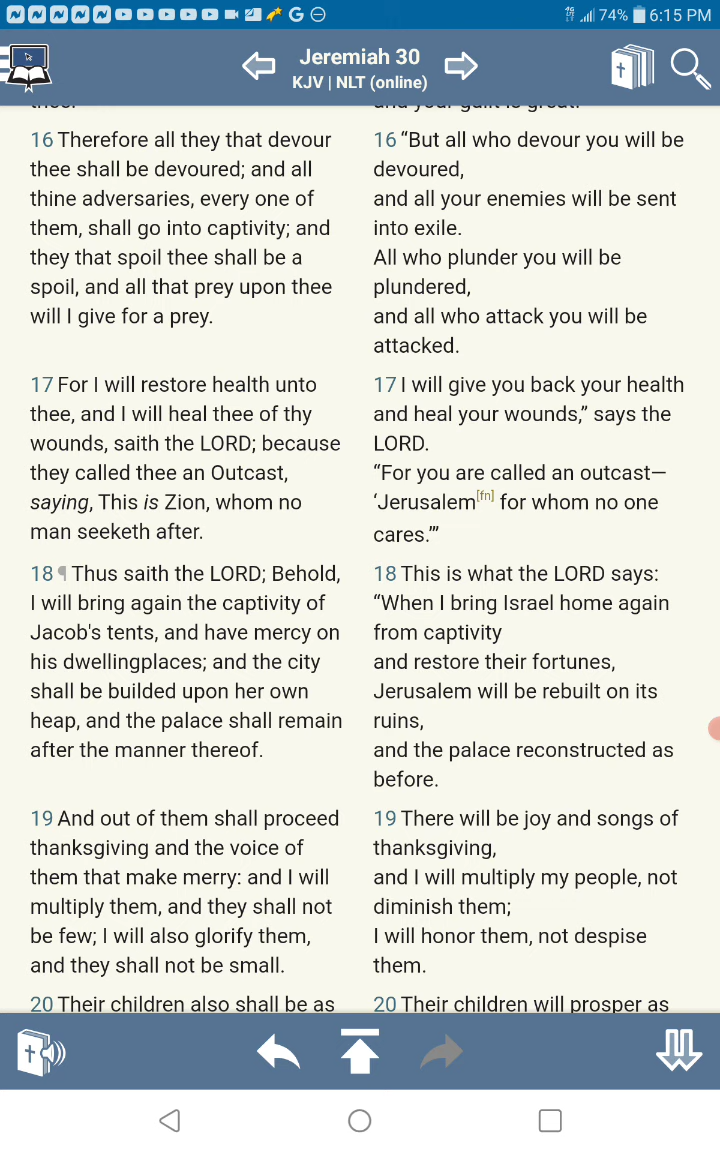 74% 6:15 PM
Jeremiah 30
KJV | NLT (online)
and your guilt is great.
16 Therefore all they that devour
thee shall be devoured; and all
thine adversaries, every one of
them, shall go into captivity; and
they that spoil thee shall be a
spoil, and all that prey upon thee
will I give for a prey.
16 “But all who devour you will be
devoured,
and all your enemies will be sent
into exile.
All who plunder you will be
plundered,
and all who attack you will be
attacked.
17 For I will restore health unto
thee, and I will heal thee of thy
wounds, saith the LORD; because
they called thee an Outcast,
saying, This is Zion, whom no
man seeketh after.
17 I will give you back your health
and heal your wounds,” says the
LORD.
“For you are called an outcast—
‘Jerusalem[fn] for whom no one
cares.’”
18 ¶ Thus saith the LORD; Behold,
I will bring again the captivity of
Jacob's tents, and have mercy on
his dwellingplaces; and the city
shall be builded upon her own
heap, and the palace shall remain
after the manner thereof.
18 This is what the LORD says:
“When I bring Israel home again
from captivity
and restore their fortunes,
Jerusalem will be rebuilt on its
ruins,
and the palace reconstructed as
before.
19 And out of them shall proceed
thanksgiving and the voice of
them that make merry: and I will
multiply them, and they shall not
be few; I will also glorify them,
and they shall not be small.
19 There will be joy and songs of
thanksgiving,
and I will multiply my people, not
diminish them;
I will honor them, not despise
them.
20 Their children also shall be as
20 Their children will prosper as